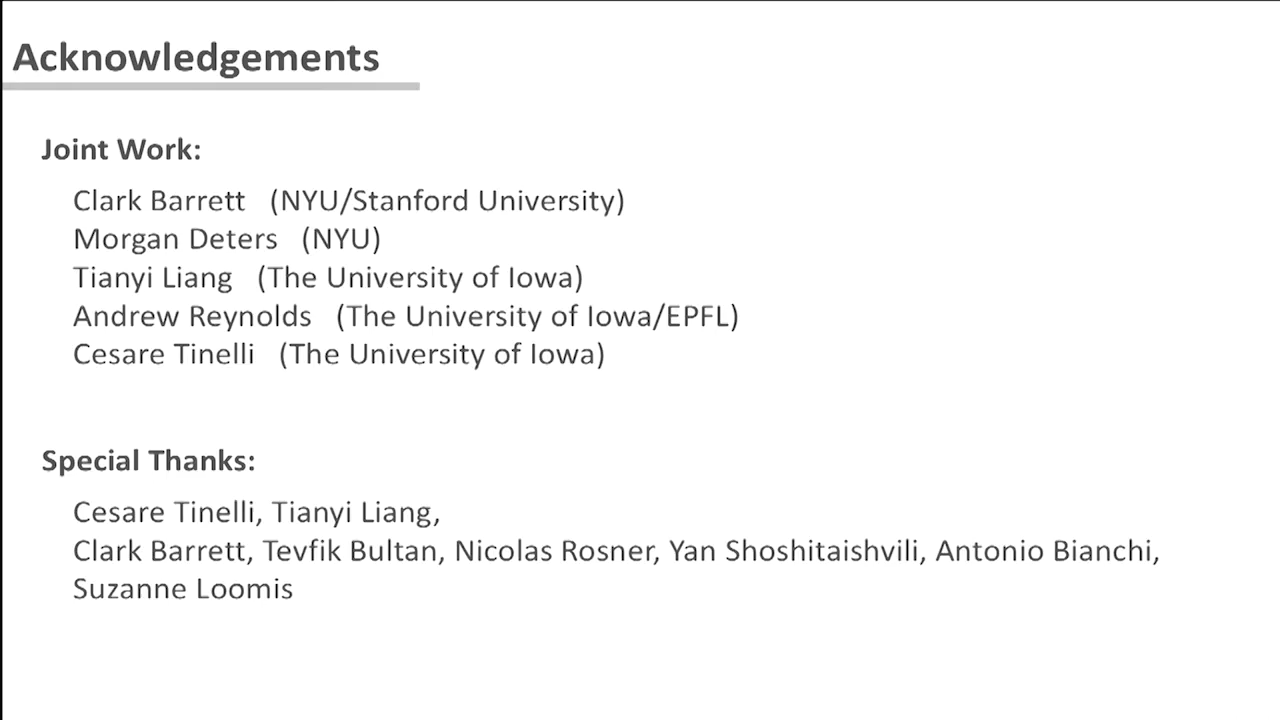 Acknowledgements
Joint Work:
Clark Barrett (NYU/Stanford University)
Morgan Deters (NYU)
Tianyi Liang (The University of Iowa)
Andrew Reynolds (The University of Iowa/EPFL)
Cesare Tinelli (The University of Iowa)
Special Thanks:
Cesare Tinelli, Tianyi Liang,
Clark Barrett, Tevfik Bultan, Nicolas Rosner, Yan Shoshitaishvili, Antonio Bianchi,
Suzanne Loomis